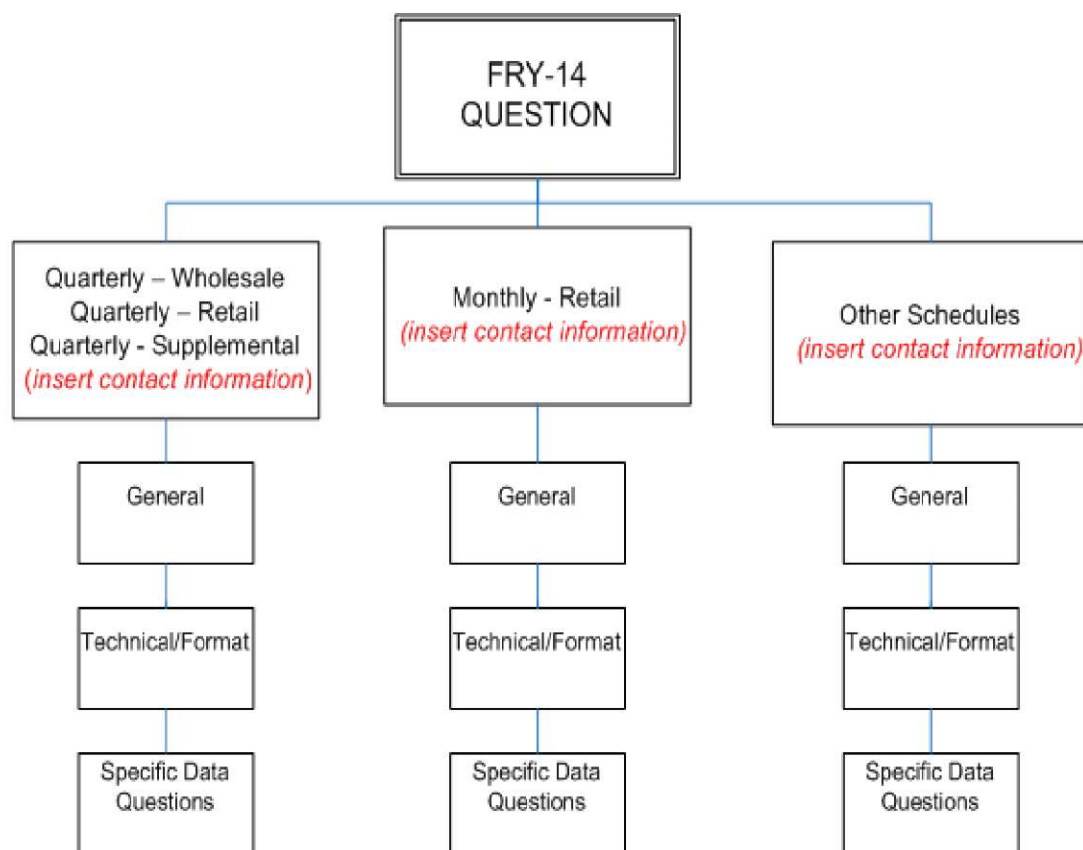 FRY-14
QUESTION
Quarterly – Wholesale
Quarterly – Retail
Quarterly - Supplemental
(insert contact information)
Monthly - Retail
(insert contact information)
Other Schedules
(insert contact information)
General
General
General
Technical/Format
Technical/Format
Technical/Format
Specific Data
Questions
Specific Data
Questions
Specific Data
Questions